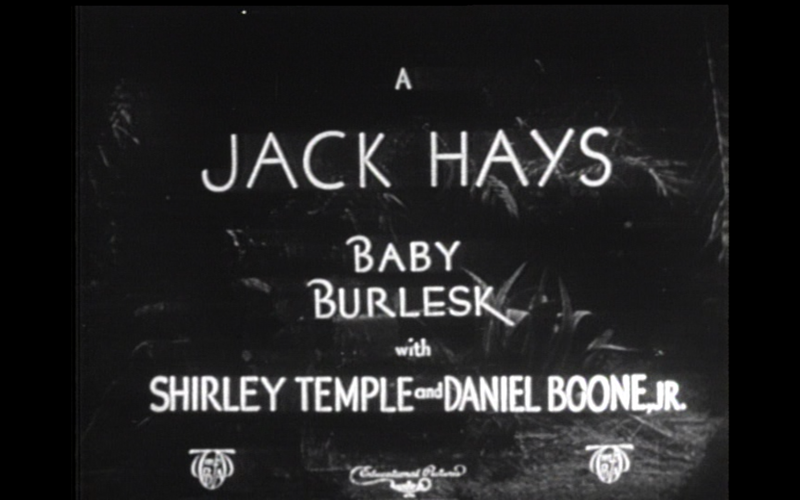 A
JACK HAYS
BABY
BURLESK
with
SHIRLEY TEMPLE and DANIEL BOONE, JR.
Educational Pictures